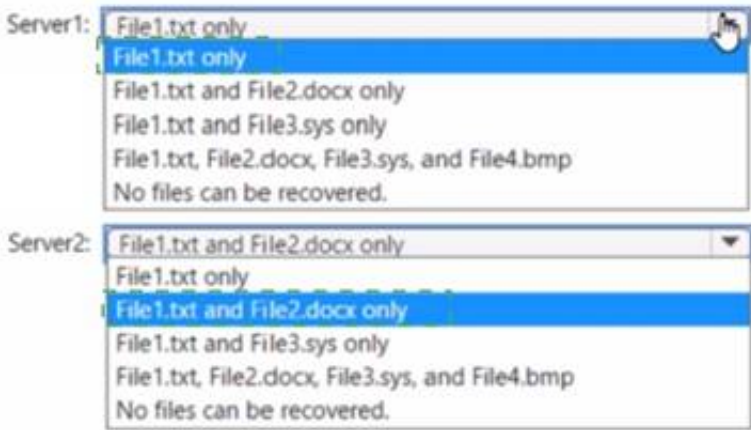 Server1: File1.txt only
File1.txt only
File1.txt and File2.docx only
File1.txt and File3.sys only
File1.txt, File2.docx, File3.sys, and File4.bmp
No files can be recovered.
Server2: File1.txt and File2.docx only
File1.txt only
File1.txt and File2.docx only
File1.txt and File3.sys only
File1.txt, File2.docx, File3.sys, and File4.bmp
No files can be recovered.